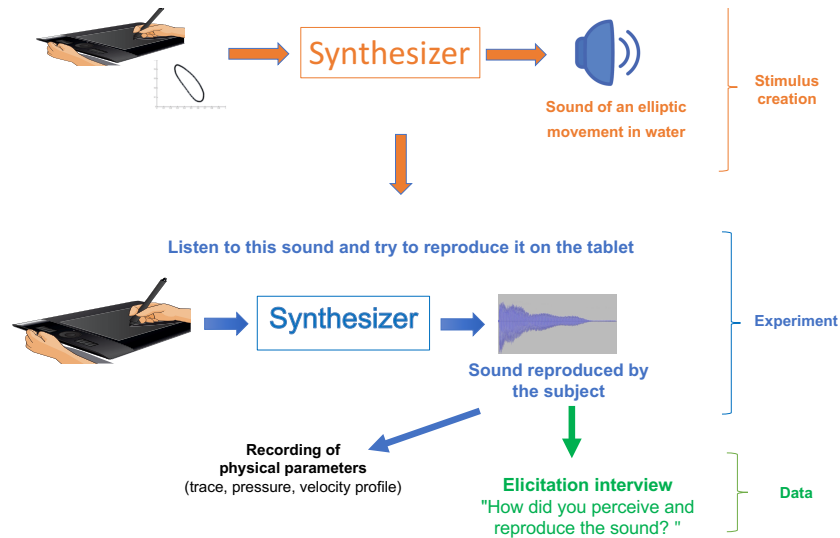 Synthesizer
Sound of an elliptic
movement in water
Stimulus
creation
Listen to this sound and try to reproduce it on the tablet
Synthesizer
Sound reproduced by
the subject
Experiment
Recording of
physical parameters
(trace, pressure, velocity profile)
Elicitation interview
"How did you perceive and
reproduce the sound? "
Data